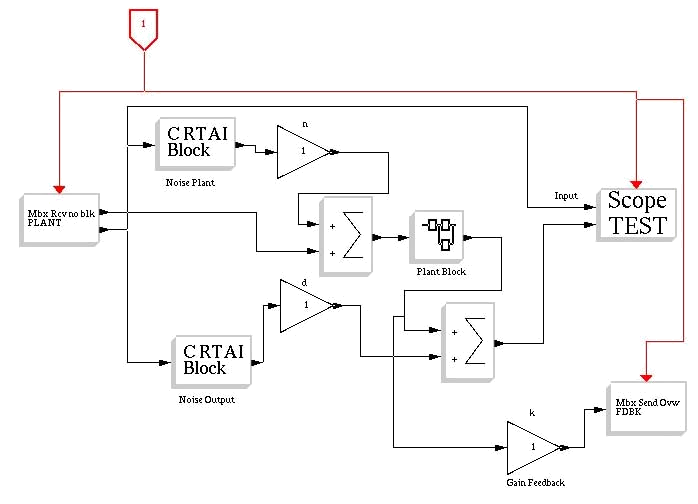 1
n
CRTAI
Block
1
Noise Plant
Input
Scope
TEST
Mbx Rcv no blk
PLANT
+
+
Plant Block
d
1
CRTAI
Block
+
+
Noise Output
Mbx Send Ovw
FDBK
k
1
Gain Feedback